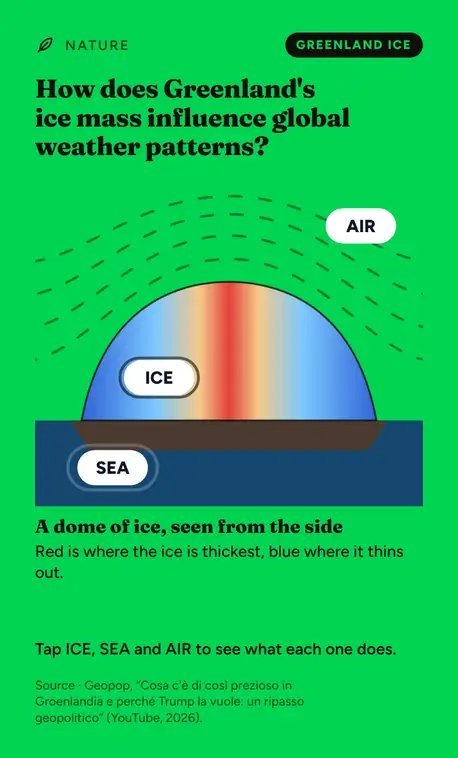 NATURE
GREENLAND ICE
How does Greenland's
ice mass influence global
weather patterns?
AIR
ICE
SEA
A dome of ice, seen from the side
Red is where the ice is thickest, blue where it thins
out.
Tap ICE, SEA and AIR to see what each one does.
Source · Geopop, “Cosa c'è di così prezioso in
Groenlandia e perché Trump la vuole: un ripasso
geopolitico” (YouTube, 2026).